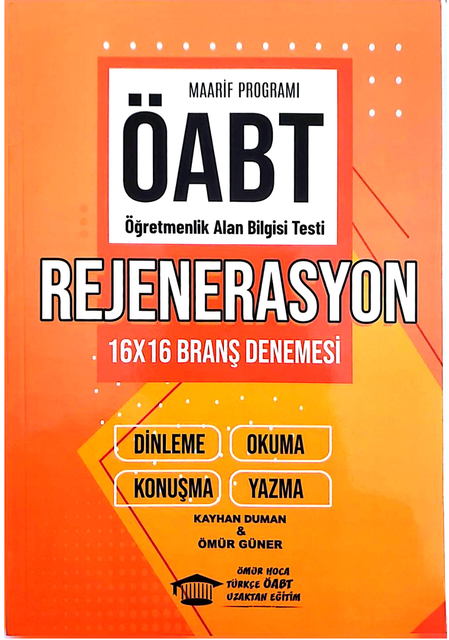 MAARİF PROGRAMI
ÖABT
Öğretmenlik Alan Bilgisi Testi
REJENERASYON
16X16 BRANŞ DENEMESİ
DİNLEME
OKUMA
KONUŞMA
YAZMA
KAYHAN DUMAN
&
ÖMÜR GÜNER
ÖMÜR HOCA
TÜRKÇE ÖABT
UZAKTAN EĞİTİM